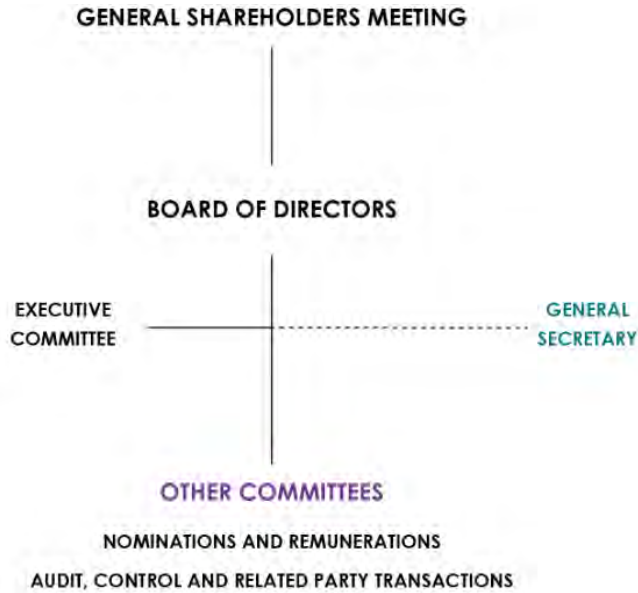 GENERAL SHAREHOLDERS MEETING
BOARD OF DIRECTORS
EXECUTIVE
COMMITTEE
GENERAL
SECRETARY
OTHER COMMITTEES
NOMINATIONS AND REMUNERATIONS
AUDIT, CONTROL AND RELATED PARTY TRANSACTIONS